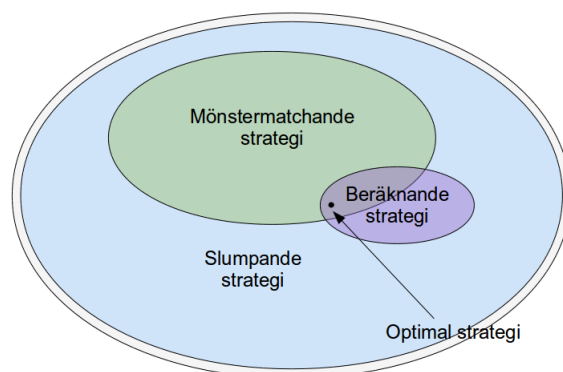 Mönstermatchande
strategi
Beräknande
strategi
Slumpande
strategi
Optimal strategi